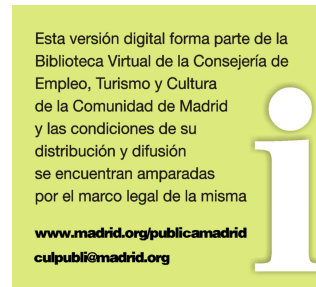 Esta versión digital forma parte de la
Biblioteca Virtual de la Consejería de
Empleo, Turismo y Cultura
de la Comunidad de Madrid
y las condiciones de su
distribución y difusión
se encuentran amparadas
por el marco legal de la misma
www.madrid.org/publicamadrid
culpubli@madrid.org
i